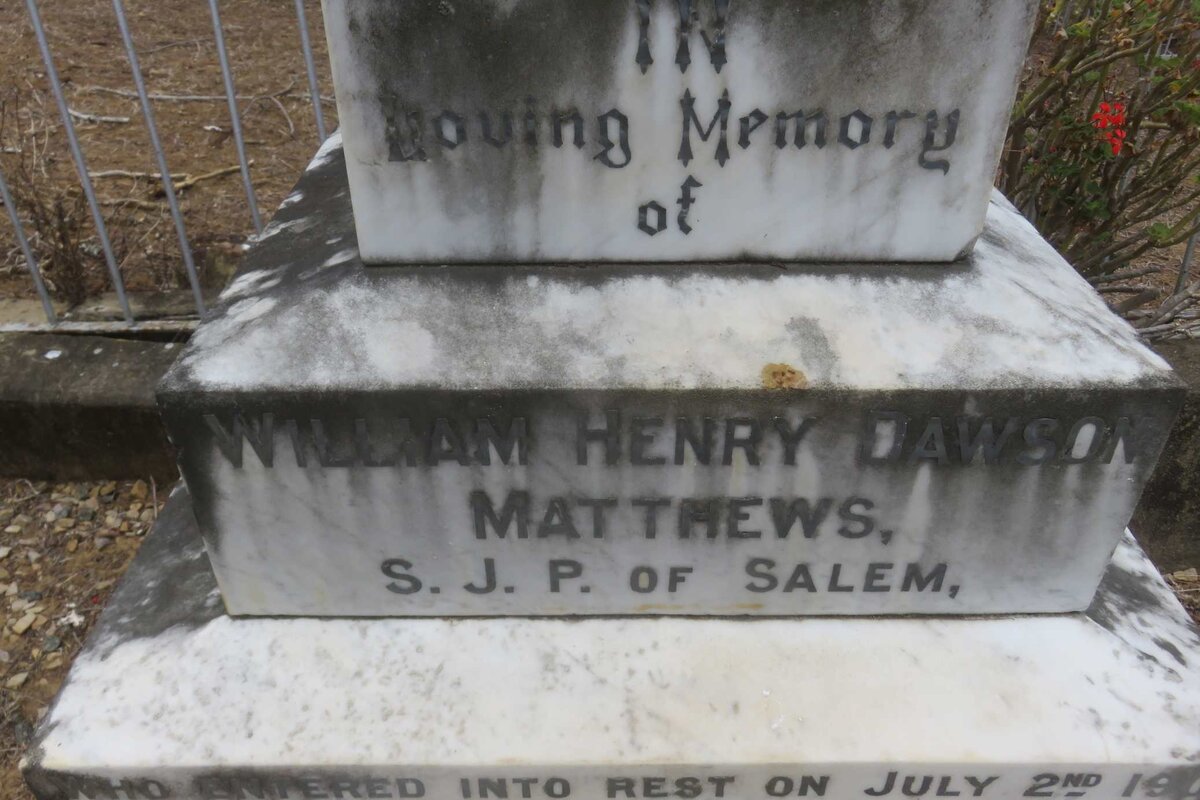 In
Loving Memory
of
WILLIAM HENRY DAWSON
MATTHEWS,
S. J. P. OF SALEM,
WHO ENTERED INTO REST ON JULY 2ND